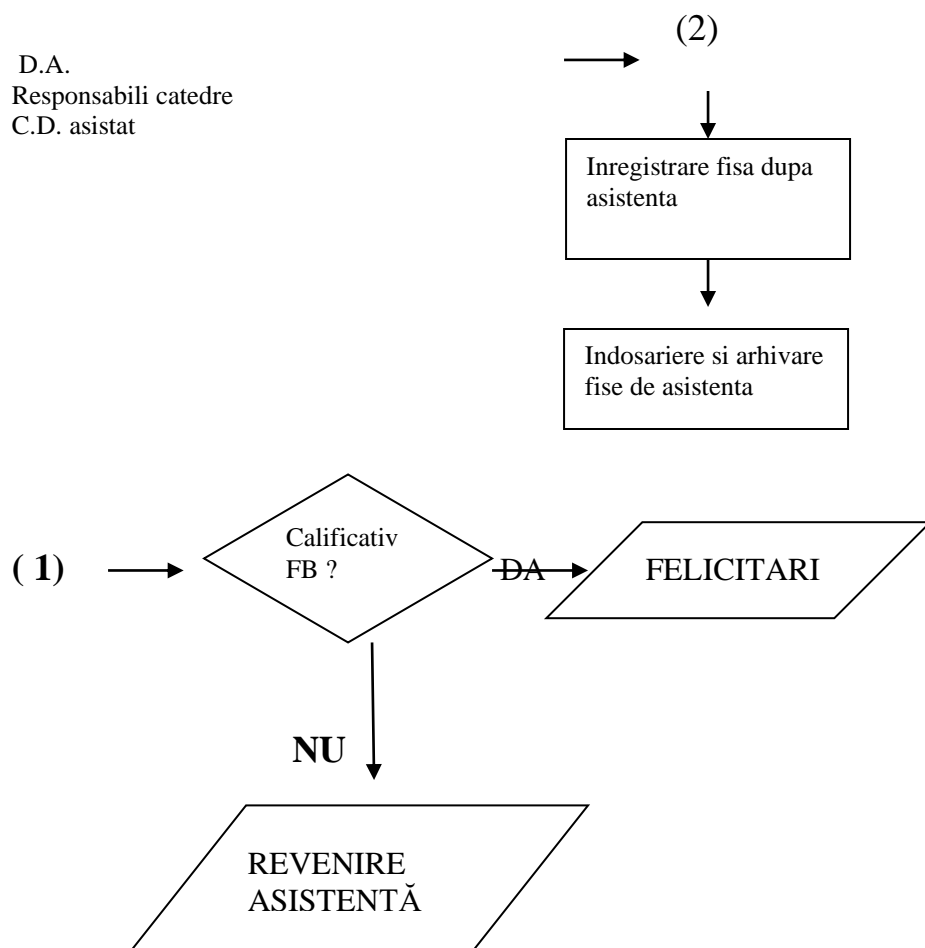 (2)
D.A.
Responsabili catedre
C.D. asistat
Inregistrare fisa dupa
asistenta
Indosariere si arhivare
fise de asistenta
Calificativ
FB ?
( 1)
DA
FELICITARI
NU
REVENIRE
ASISTENTĂ